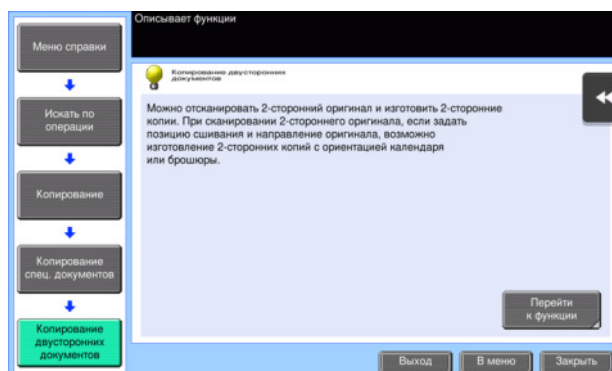 Описывает функции
Меню справки
Искать по
операции
Копирование
Копирование
спец. документов
Копирование
двусторонних
документов
Копирование двусторонних
документов
Можно отсканировать 2-сторонний оригинал и изготовить 2-сторонние
копии. При сканировании 2-стороннего оригинала, если задать
позицию сшивания и направление оригинала, возможно
изготовление 2-сторонних копий с ориентацией календаря
или брошюры.
Перейти
к функции
Выход
В меню
Закрыть